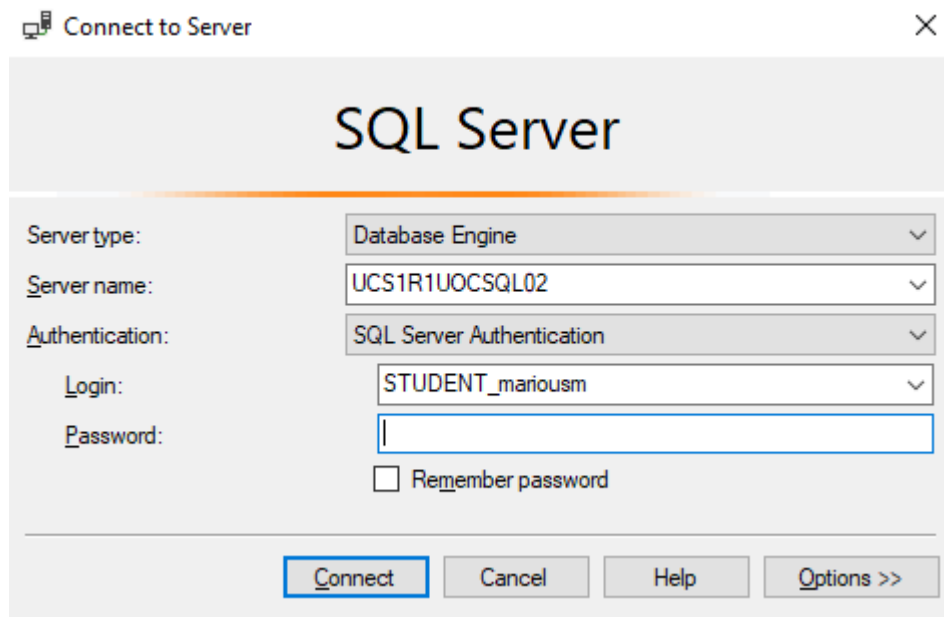 Connect to Server
SQL Server
Server type: Database Engine
Server name: UCS1R1UOCSQL02
Authentication: SQL Server Authentication
Login: STUDENT_mariousm
Password:
Remember password
Connect Cancel Help Options >>